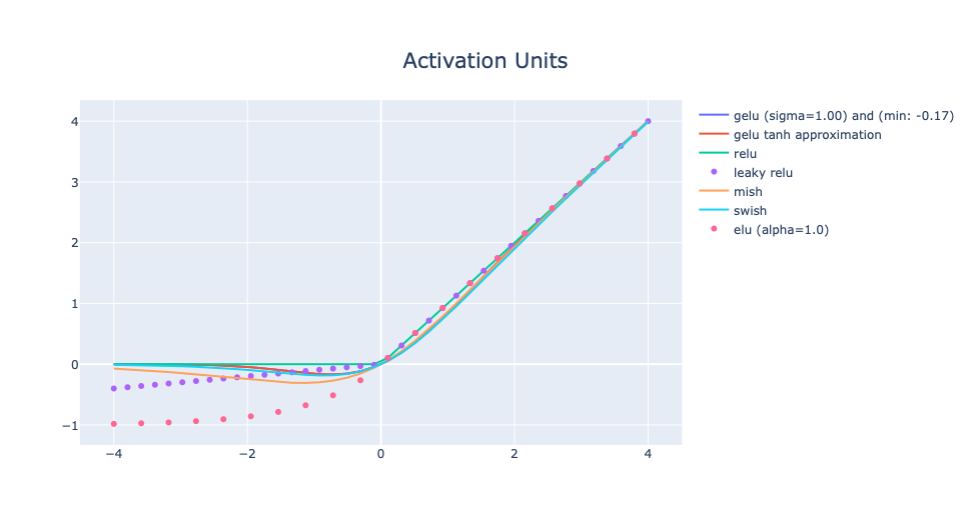 Activation Units
4
3
2
1
0
−1
−4
−2
0
2
4
gelu (sigma=1.00) and (min: -0.17)
gelu tanh approximation
relu
leaky relu
mish
swish
elu (alpha=1.0)